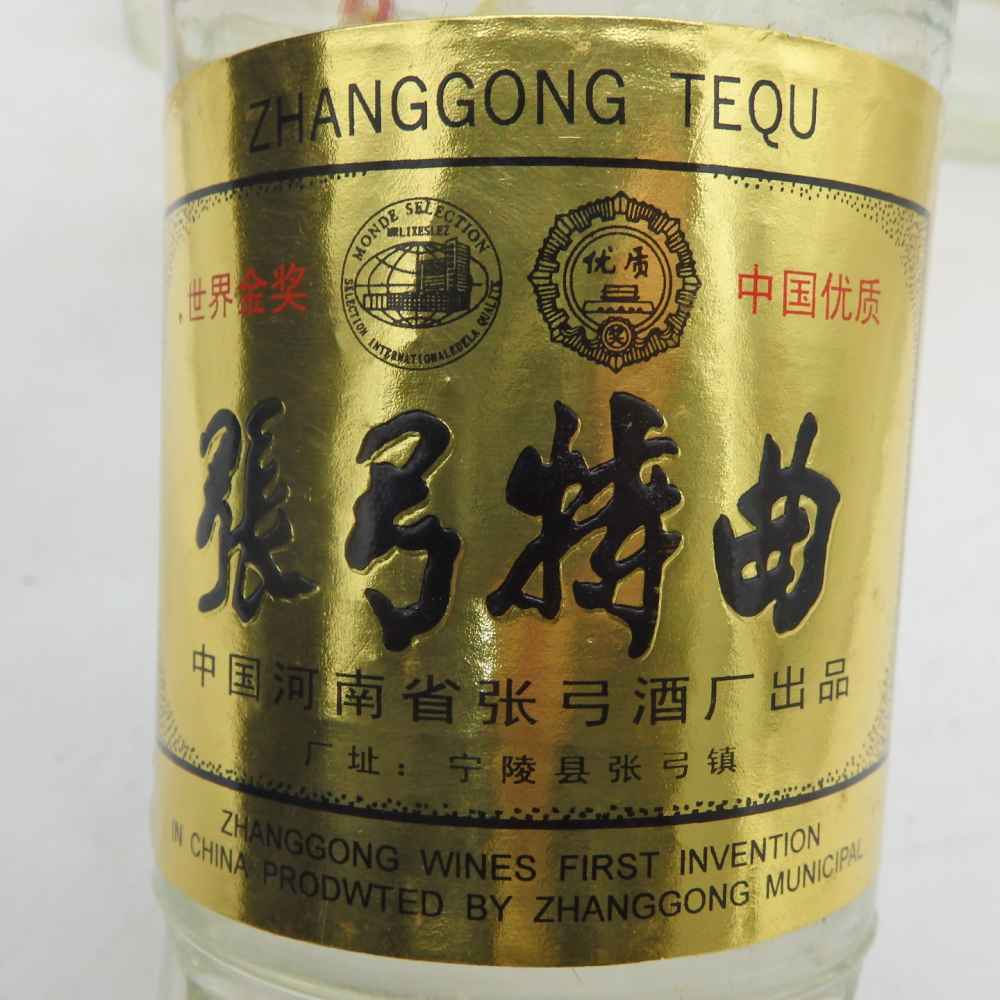 ZHANGGONG TEQU
MONDE SELECTION
BRLIXESLEZ
SELECTION INTERNATIONALEDELA QUALITE
优质
奖
世界金奖
中国优质
張弓特曲
中国河南省张弓酒厂出品
厂址：宁陵县张弓镇
ZHANGGONG WINES FIRST INVENTION
IN CHINA PRODWTED BY ZHANGGONG MUNICIPAL